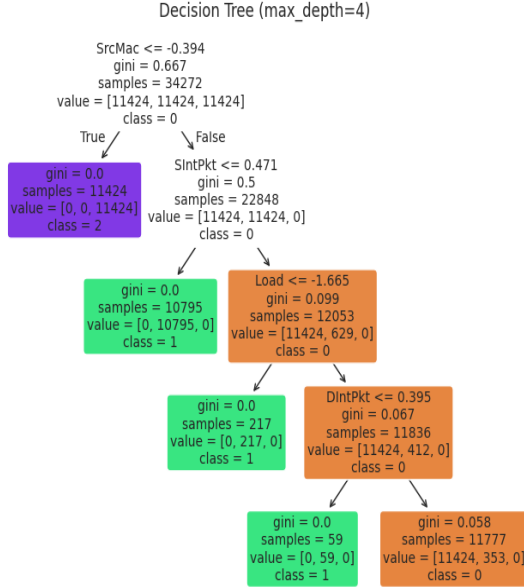 Decision Tree (max_depth=4)
SrcMac <= -0.394
gini = 0.667
samples = 34272
value = [11424, 11424, 11424]
class = 0
True
False
gini = 0.0
samples = 11424
value = [0, 0, 11424]
class = 2
SIntPkt <= 0.471
gini = 0.5
samples = 22848
value = [11424, 11424, 0]
class = 0
gini = 0.0
samples = 10795
value = [0, 10795, 0]
class = 1
Load <= -1.665
gini = 0.099
samples = 12053
value = [11424, 629, 0]
class = 0
gini = 0.0
samples = 217
value = [0, 217, 0]
class = 1
DIntPkt <= 0.395
gini = 0.067
samples = 11836
value = [11424, 412, 0]
class = 0
gini = 0.0
samples = 59
value = [0, 59, 0]
class = 1
gini = 0.058
samples = 11777
value = [11424, 353, 0]
class = 0